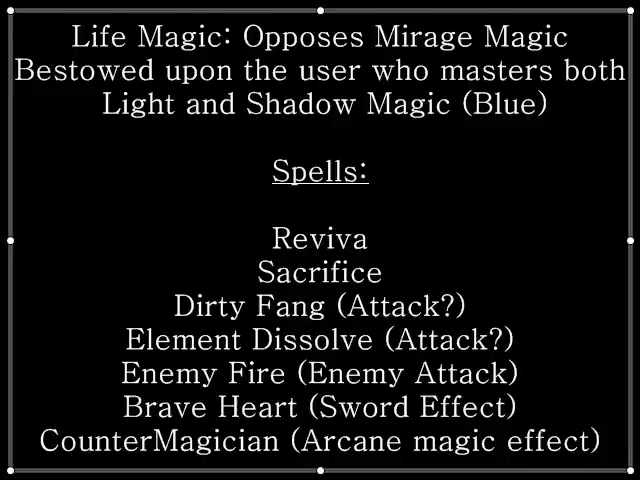 Life Magic: Opposes Mirage Magic
Bestowed upon the user who masters both
Light and Shadow Magic (Blue)
Spells:
Reviva
Sacrifice
Dirty Fang (Attack?)
Element Dissolve (Attack?)
Enemy Fire (Enemy Attack)
Brave Heart (Sword Effect)
CounterMagician (Arcane magic effect)